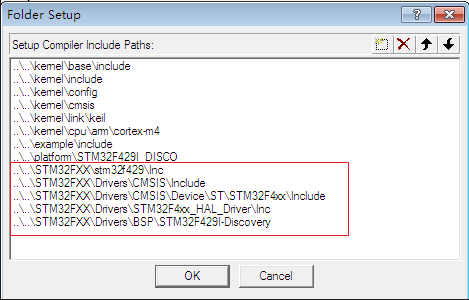 Folder Setup
Setup Compiler Include Paths:
..\..\kernel\base\include
..\..\kernel\include
..\..\kernel\config
..\..\kernel\cmsis
..\..\kernel\link\keil
..\..\kernel\cpu\arm\cortex-m4
..\..\example\include
..\..\platform\STM32F429I_DISCO
..\..\STM32FXX\stm32f429\Inc
..\..\STM32FXX\Drivers\CMSIS\Include
..\..\STM32FXX\Drivers\CMSIS\Device\ST\STM32F4xx\Include
..\..\STM32FXX\Drivers\STM32F4xx_HAL_Driver\Inc
..\..\STM32FXX\Drivers\BSP\STM32F429I-Discovery
OK Cancel